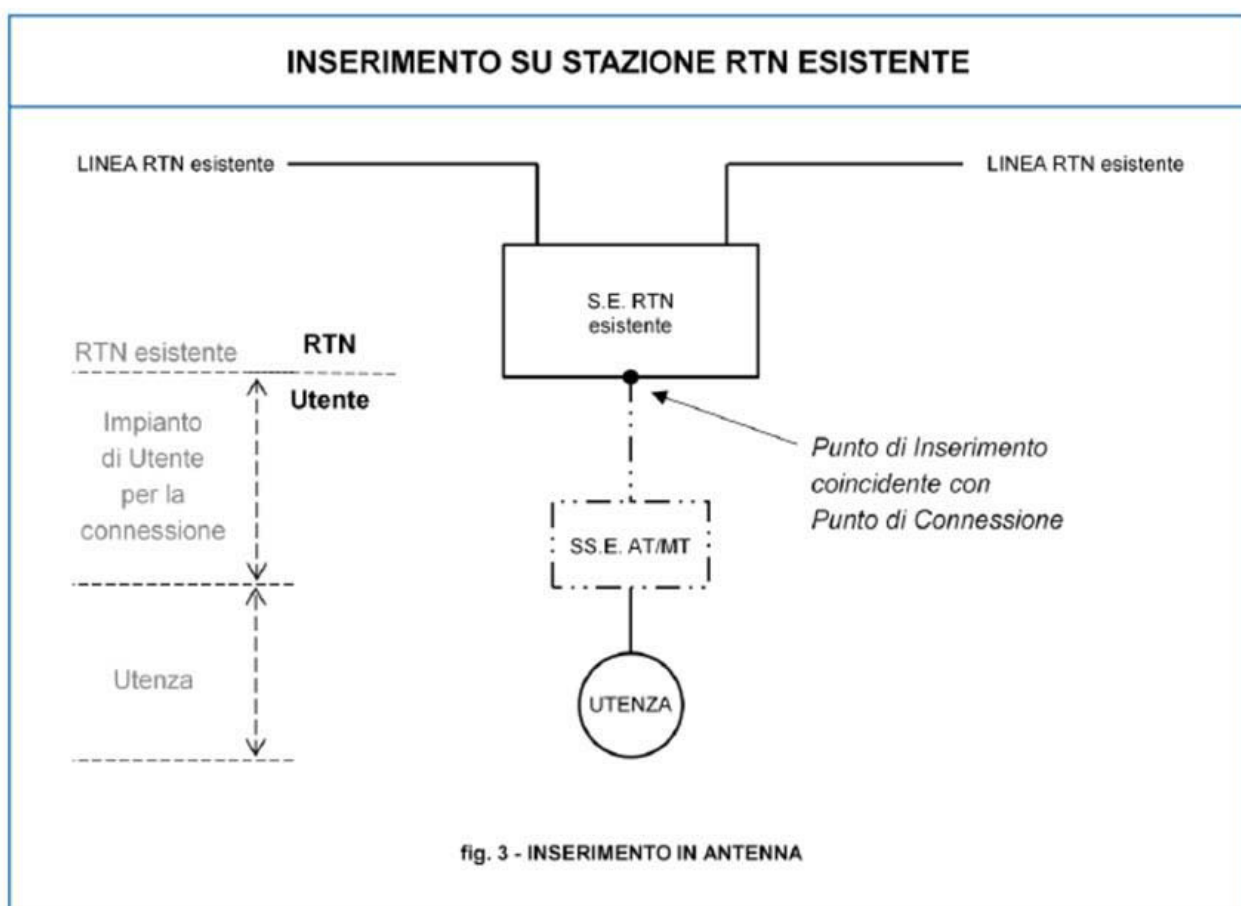 INSERIMENTO SU STAZIONE RTN ESISTENTE
LINEA RTN esistente
LINEA RTN esistente
S.E. RTN
esistente
RTN esistente
RTN
Utente
Impianto
di Utente
per la
connessione
Punto di Inserimento
coincidente con
Punto di Connessione
SS.E. AT/MT
Utenza
UTENZA
fig. 3 - INSERIMENTO IN ANTENNA